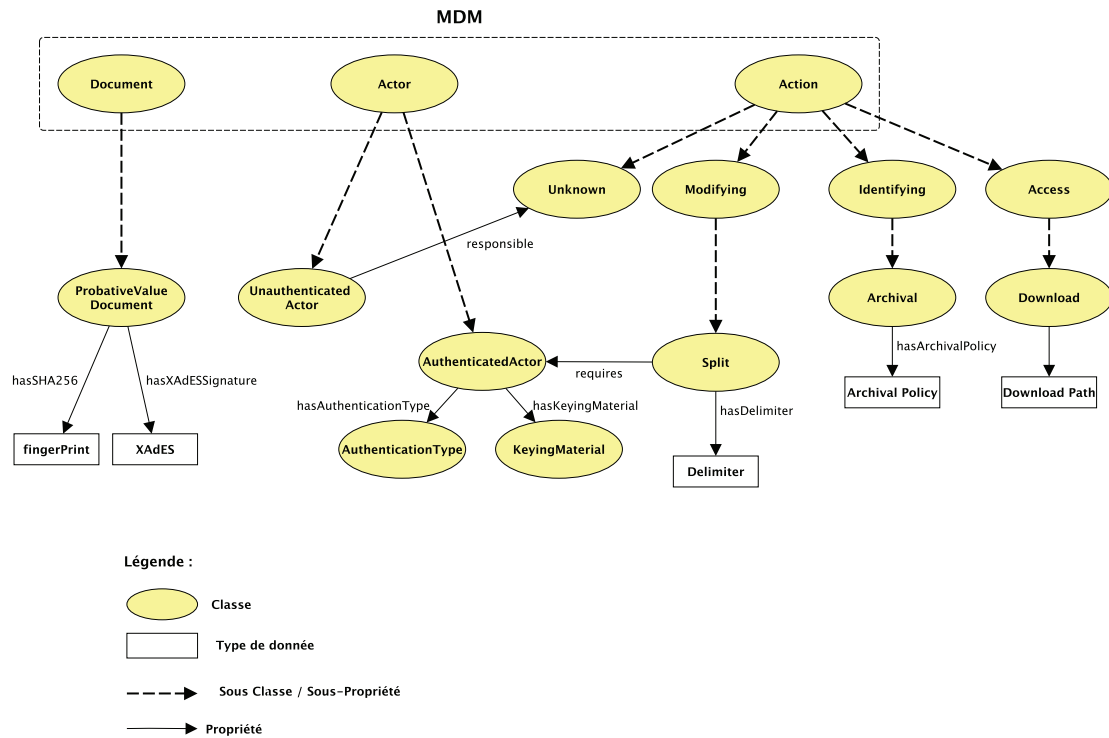 MDM
Document
Actor
Action
Unknown
Modifying
Identifying
Access
responsible
ProbativeValue
Document
Unauthenticated
Actor
Archival
Download
hasArchivalPolicy
AuthenticatedActor
requires
Split
hasSHA256
hasXAdESSignature
Archival Policy
Download Path
hasAuthenticationType
hasKeyingMaterial
hasDelimiter
fingerPrint
XAdES
AuthenticationType
KeyingMaterial
Delimiter
Légende :
Classe
Type de donnée
Sous Classe / Sous-Propriété
Propriété